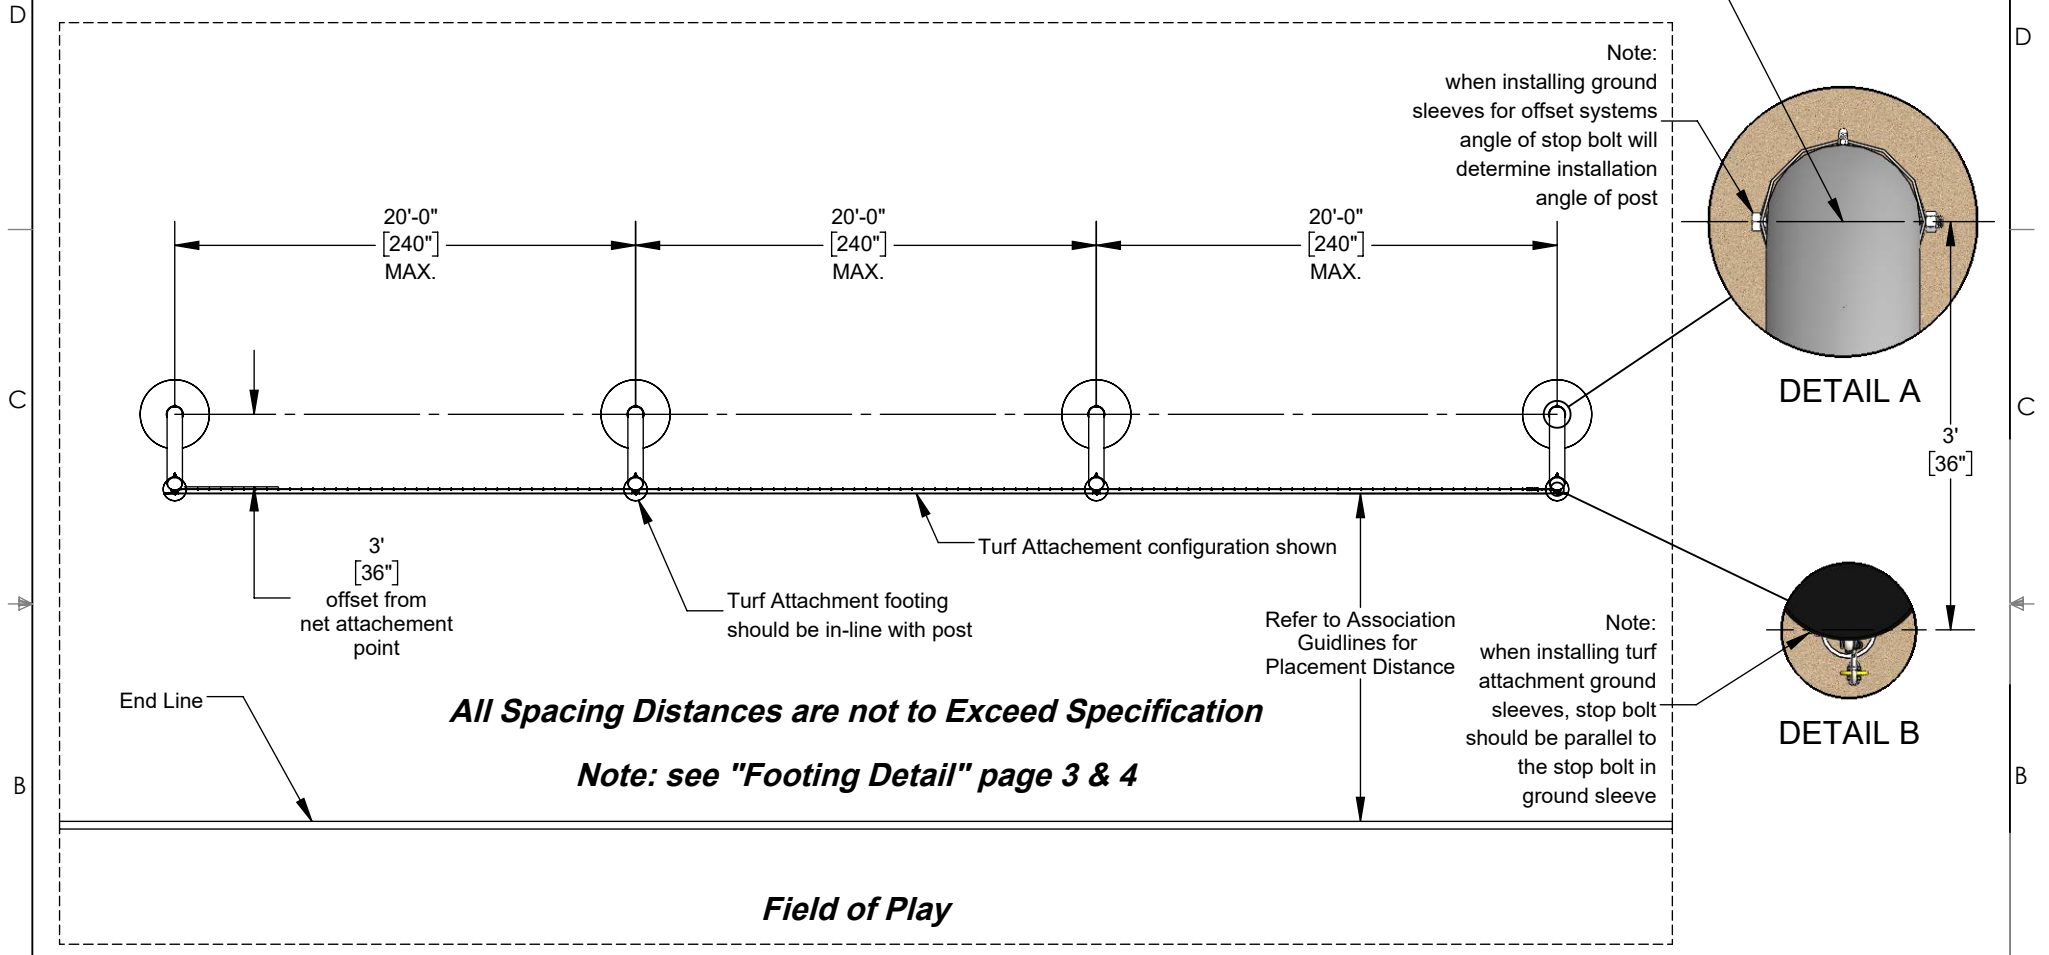 D
D
Note:
when installing ground
sleeves for offset systems
angle of stop bolt will
determine installation
angle of post
20'-0"
[240"]
MAX.
20'-0"
[240"]
MAX.
20'-0"
[240"]
MAX.
DETAIL A
C
C
3'
[36"]
3'
[36"]
offset from
net attachement
point
Turf Attachement configuration shown
Turf Attachment footing
should be in-line with post
Refer to Association
Guidlines for
Placement Distance
Note:
when installing turf
attachment ground
sleeves, stop bolt
should be parallel to
the stop bolt in
ground sleeve
DETAIL B
End Line
All Spacing Distances are not to Exceed Specification
Note: see "Footing Detail" page 3 & 4
B
B
Field of Play